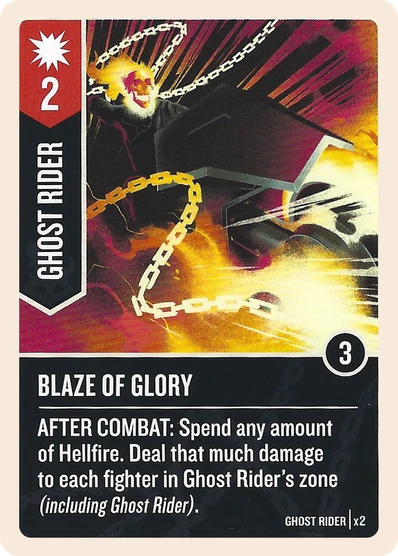 2
GHOST RIDER
3
BLAZE OF GLORY
AFTER COMBAT: Spend any amount
of Hellfire. Deal that much damage
to each fighter in Ghost Rider's zone
(including Ghost Rider).
GHOST RIDER | x2